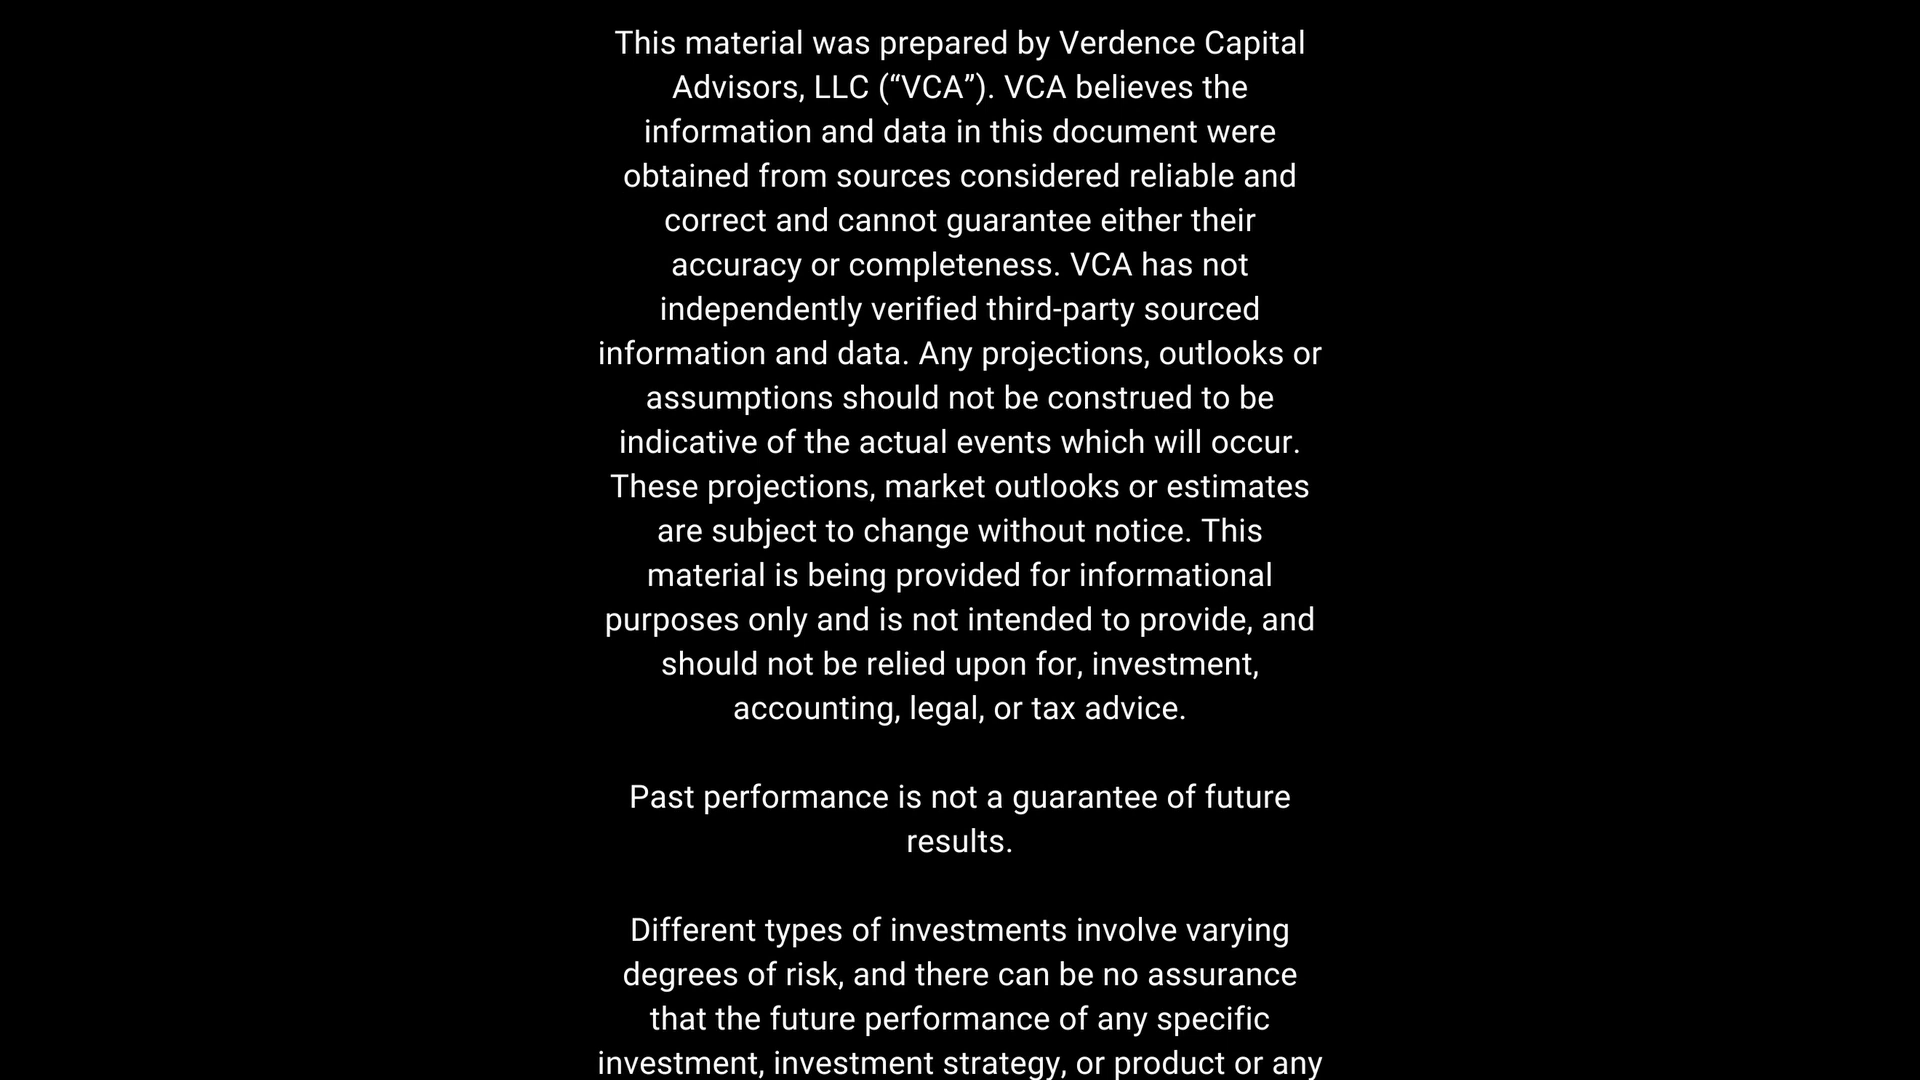 This material was prepared by Verdence Capital
Advisors, LLC (“VCA”). VCA believes the
information and data in this document were
obtained from sources considered reliable and
correct and cannot guarantee either their
accuracy or completeness. VCA has not
independently verified third-party sourced
information and data. Any projections, outlooks or
assumptions should not be construed to be
indicative of the actual events which will occur.
These projections, market outlooks or estimates
are subject to change without notice. This
material is being provided for informational
purposes only and is not intended to provide, and
should not be relied upon for, investment,
accounting, legal, or tax advice.
Past performance is not a guarantee of future
results.
Different types of investments involve varying
degrees of risk, and there can be no assurance
that the future performance of any specific
investment, investment strategy, or product or any